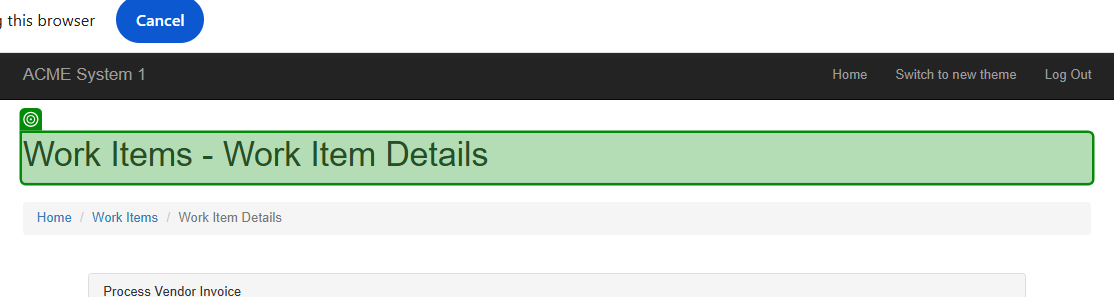 this browser Cancel
ACME System 1 Home Switch to new theme Log Out
Work Items - Work Item Details
Home / Work Items / Work Item Details
Process Vendor Invoice